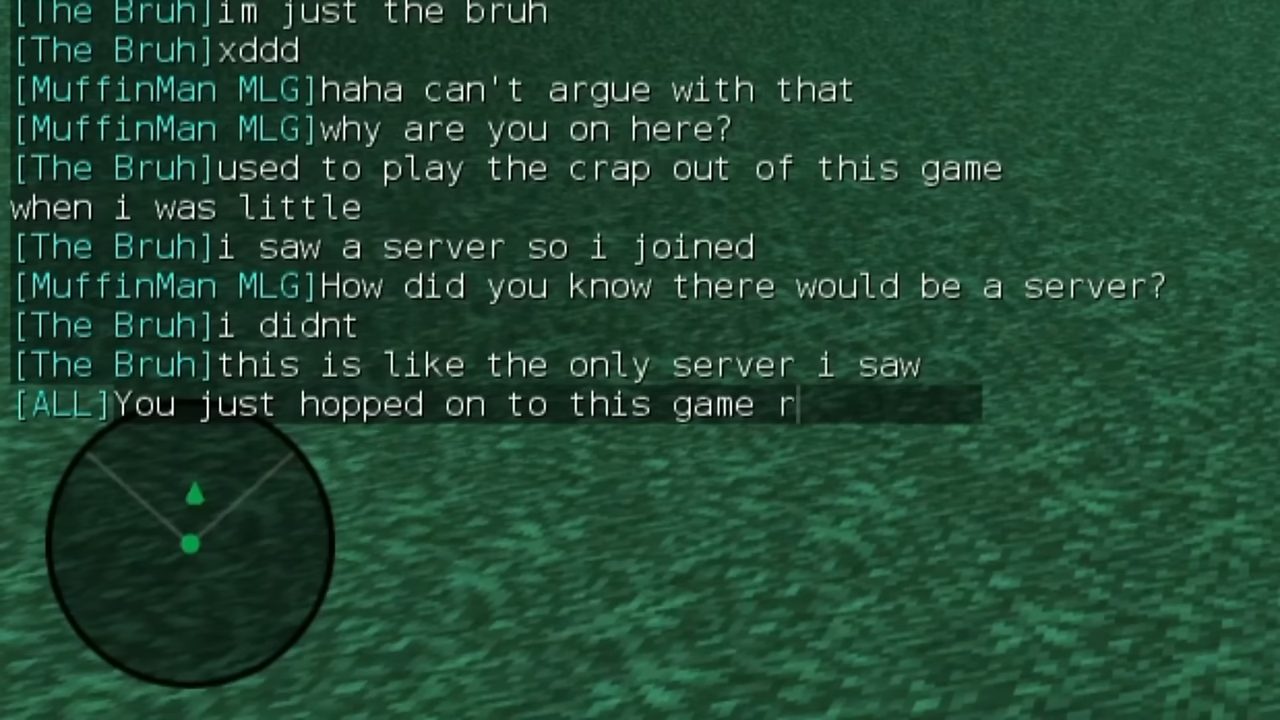 [The Bruh]im just the bruh
[The Bruh]xddd
[MuffinMan MLG]haha can't argue with that
[MuffinMan MLG]why are you on here?
[The Bruh]used to play the crap out of this game
when i was little
[The Bruh]i saw a server so i joined
[MuffinMan MLG]How did you know there would be a server?
[The Bruh]i didnt
[The Bruh]this is like the only server i saw
[ALL]You just hopped on to this game r